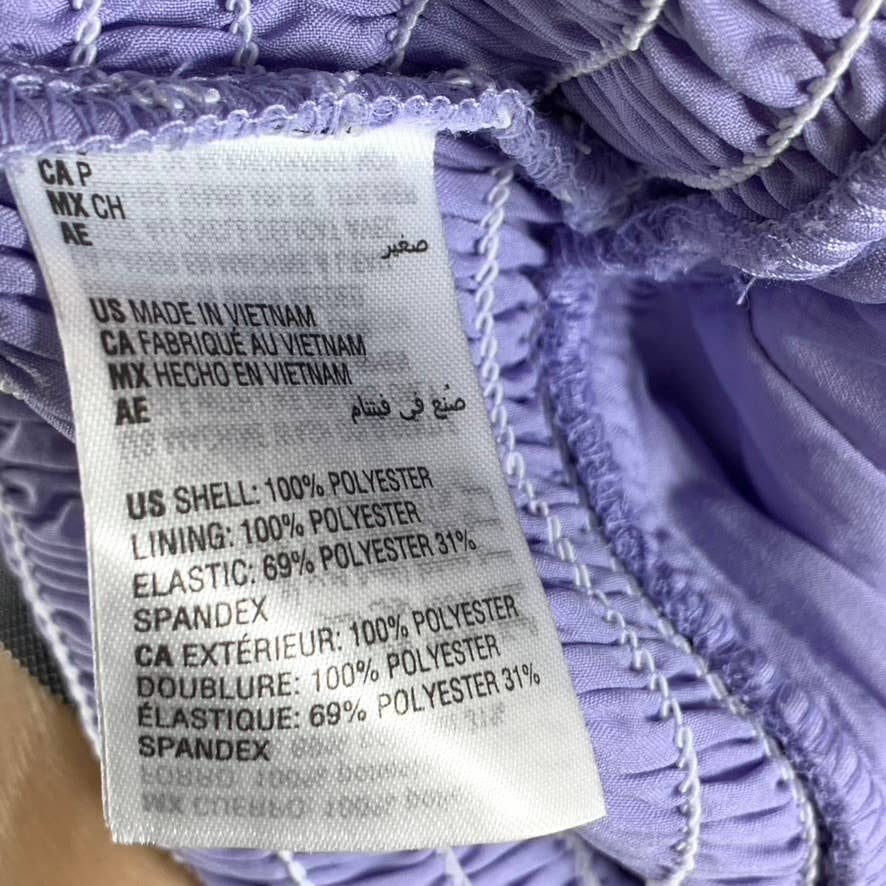 CA P
MX CH
AE
صغير
US MADE IN VIETNAM
CA FABRIQUÉ AU VIETNAM
MX HECHO EN VIETNAM
AE صُنِع في فيتنام
US SHELL: 100% POLYESTER
LINING: 100% POLYESTER
ELASTIC: 69% POLYESTER 31%
SPANDEX
CA EXTÉRIEUR: 100% POLYESTER
DOUBLURE: 100% POLYESTER
ÉLASTIQUE: 69% POLYESTER 31%
SPANDEX